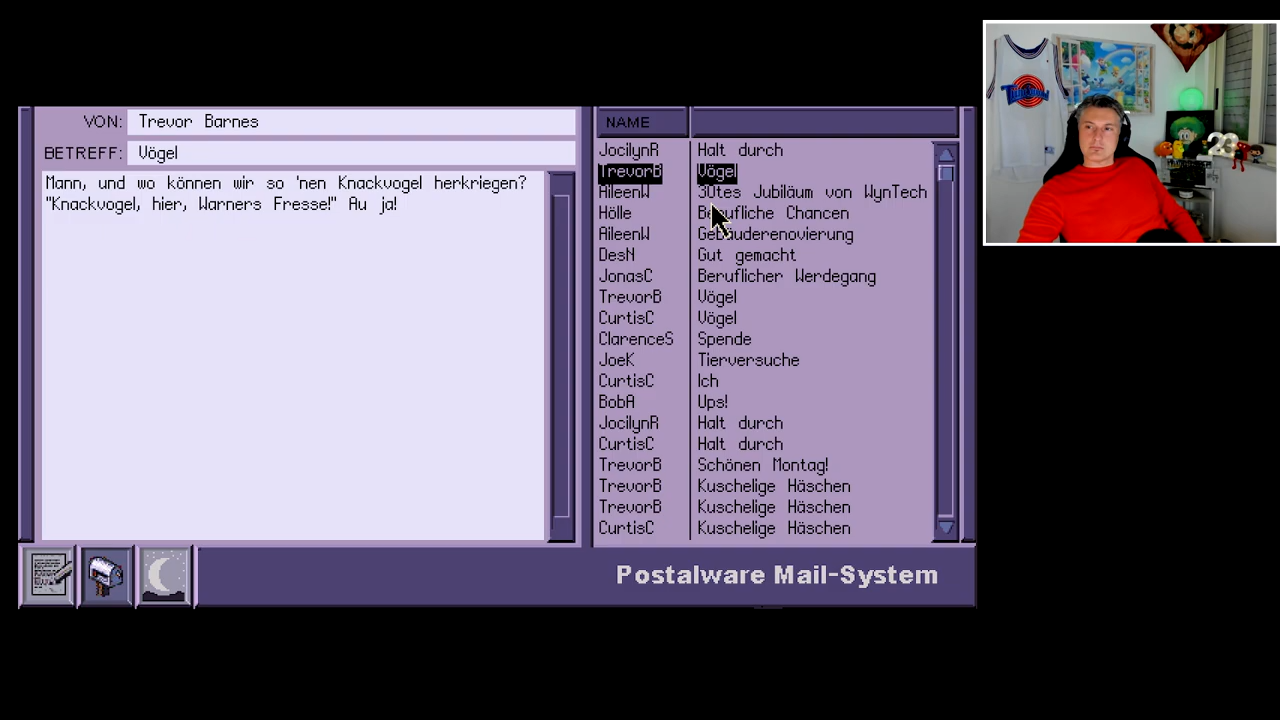 VON: Trevor Barnes
BETREFF: Vögel
Mann, und wo können wir so 'nen Knackvogel herkriegen?
"Knackvogel, hier, Warners Fresse!" Au ja!
NAME
JocilynR Halt durch
TrevorB Vögel
AileenW 30tes Jubiläum von WynTech
Hölle Berufliche Chancen
AileenW Gebäuderenovierung
DesN Gut gemacht
JonasC Beruflicher Werdegang
TrevorB Vögel
CurtisC Vögel
ClarenceS Spende
JoeK Tierversuche
CurtisC Ich
BobA Ups!
JocilynR Halt durch
CurtisC Halt durch
TrevorB Schönen Montag!
TrevorB Kuschelige Häschen
TrevorB Kuschelige Häschen
CurtisC Kuschelige Häschen
Postalware Mail-System
23